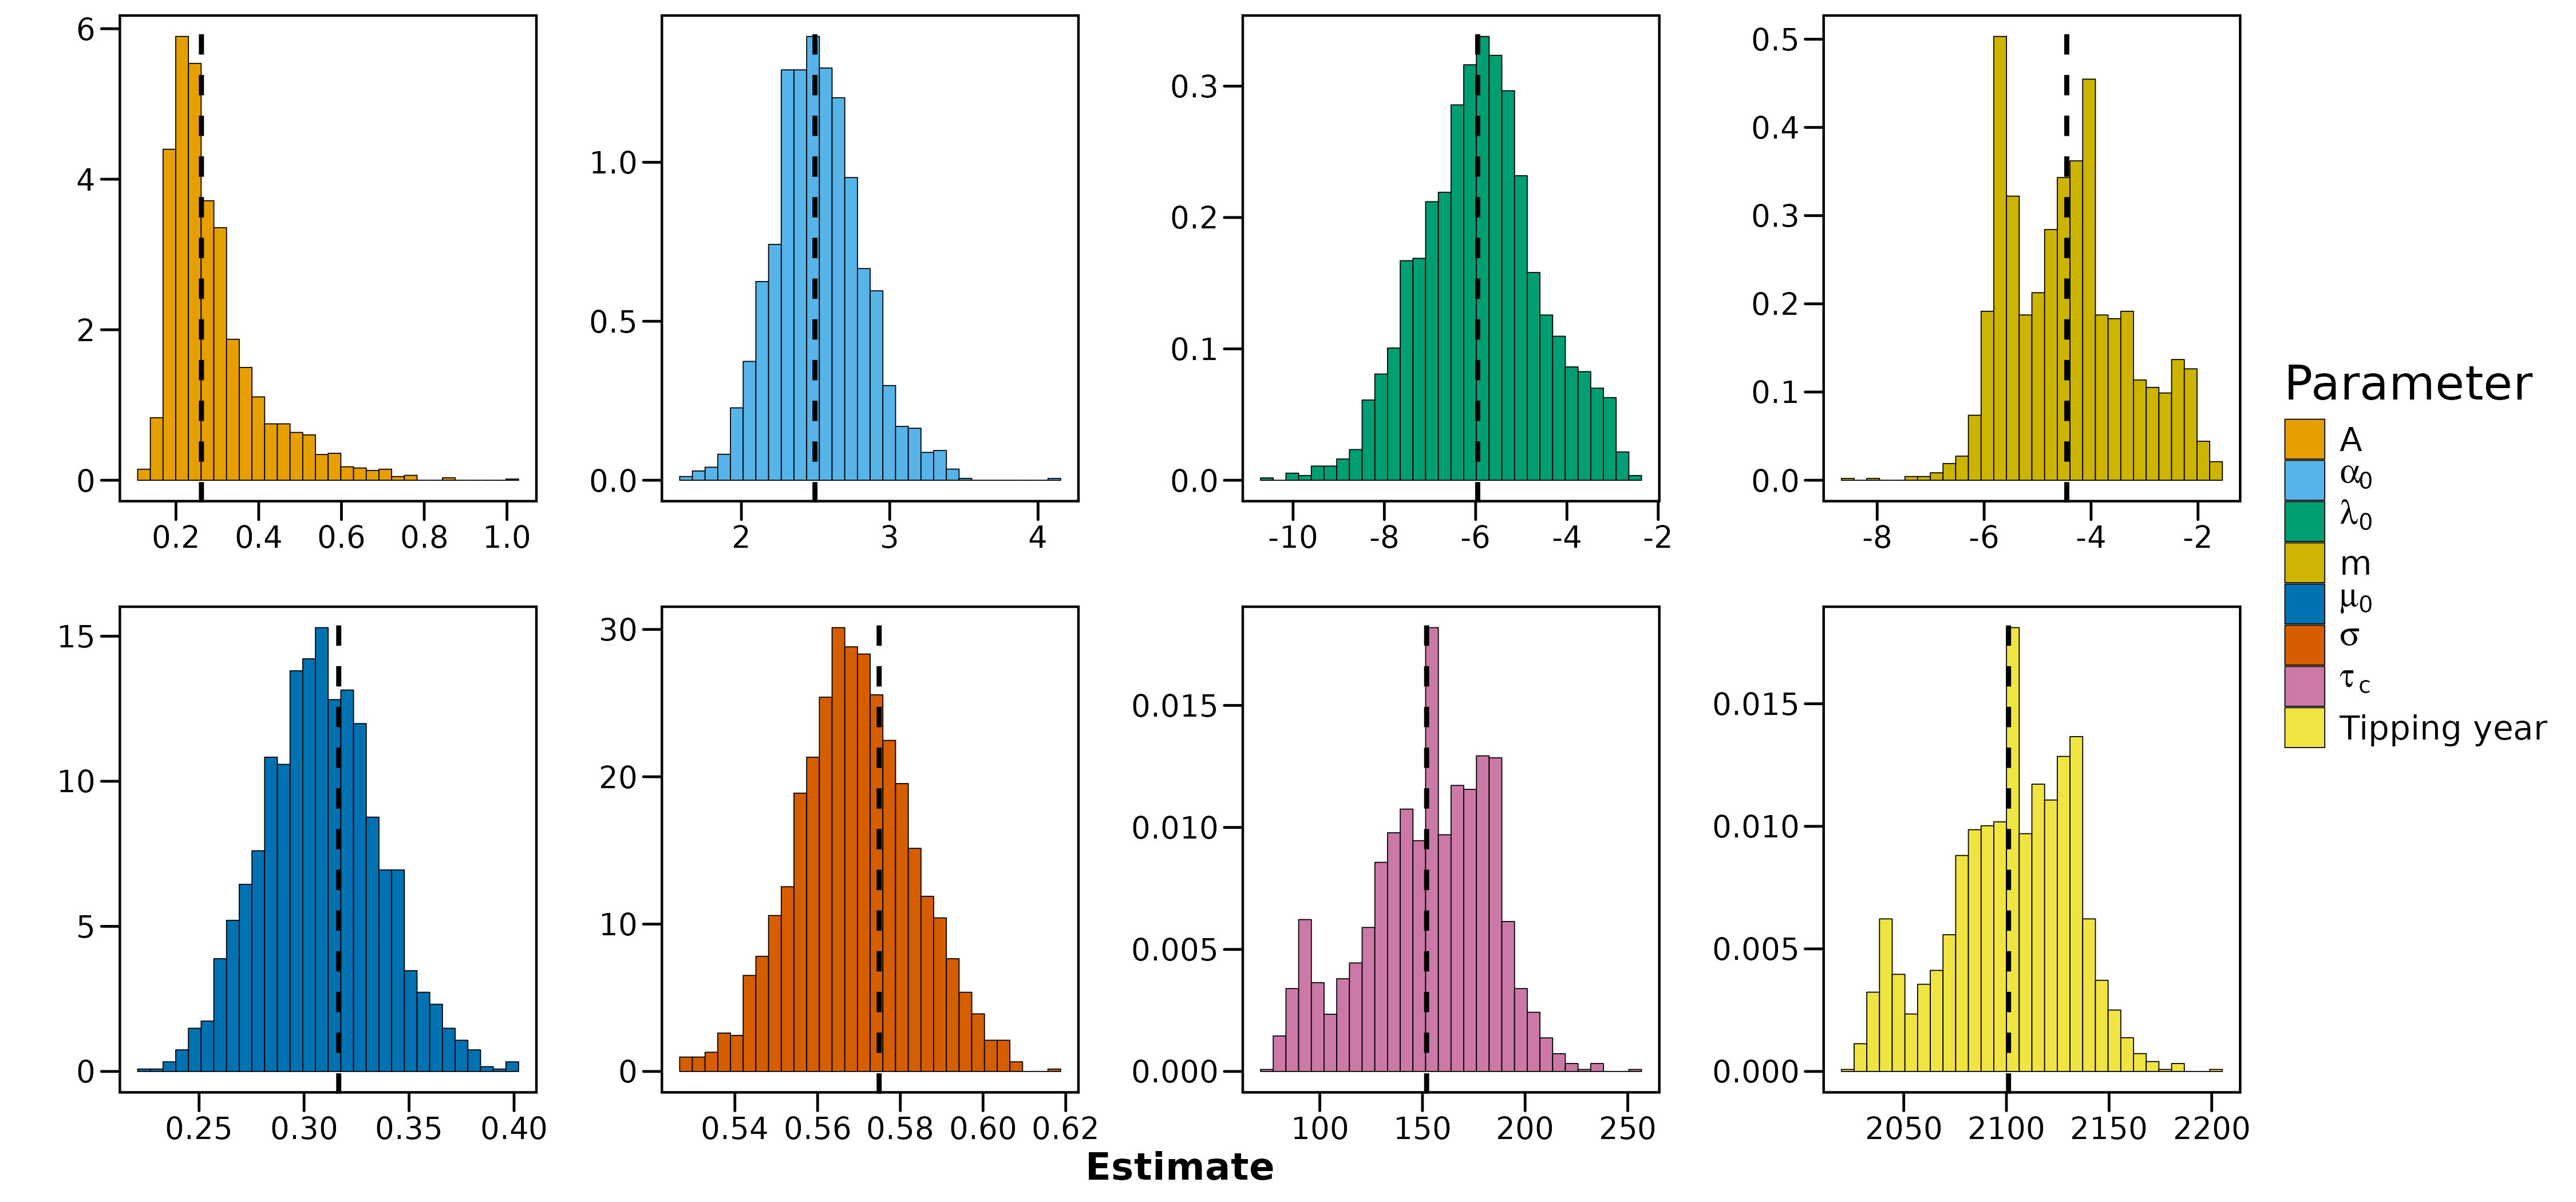 6
4
2
0
0.2 0.4 0.6 0.8 1.0
1.0
0.5
0.0
2 3 4
0.3
0.2
0.1
0.0
-10 -8 -6 -4 -2
0.5
0.4
0.3
0.2
0.1
0.0
-8 -6 -4 -2
15
10
5
0
0.25 0.30 0.35 0.40
30
20
10
0
0.54 0.56 0.58 0.60 0.62
0.015
0.010
0.005
0.000
100 150 200 250
0.015
0.010
0.005
0.000
2050 2100 2150 2200
Estimate
Parameter
A
α₀
λ₀
m
μ₀
σ
τ c
Tipping year